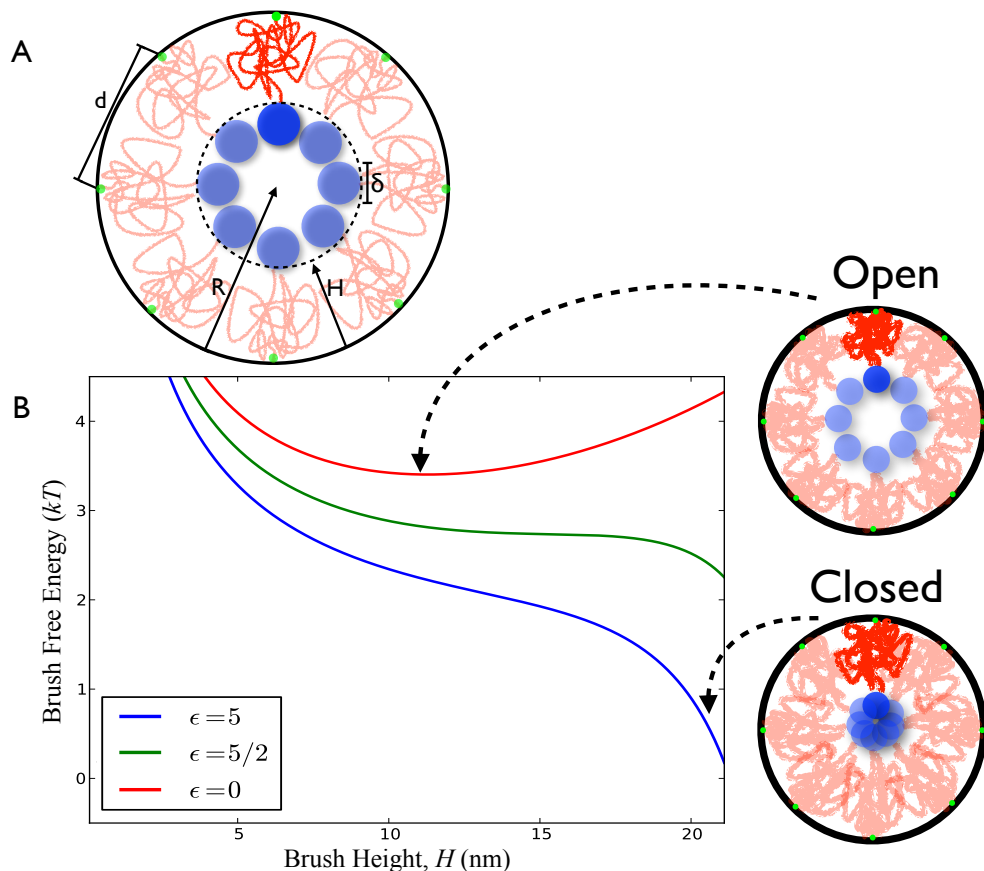 A
d
δ
R
H
Open
Closed
B
Brush Free Energy (kT)
4
3
2
1
0
ϵ=5
ϵ=5/2
ϵ=0
5
10
15
20
Brush Height, H (nm)